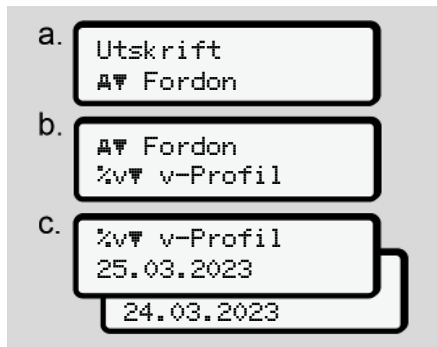 a.
Utskrift
A▼ Fordon
b.
A▼ Fordon
%v▼ v-Profil
c.
%v▼ v-Profil
25.03.2023
24.03.2023